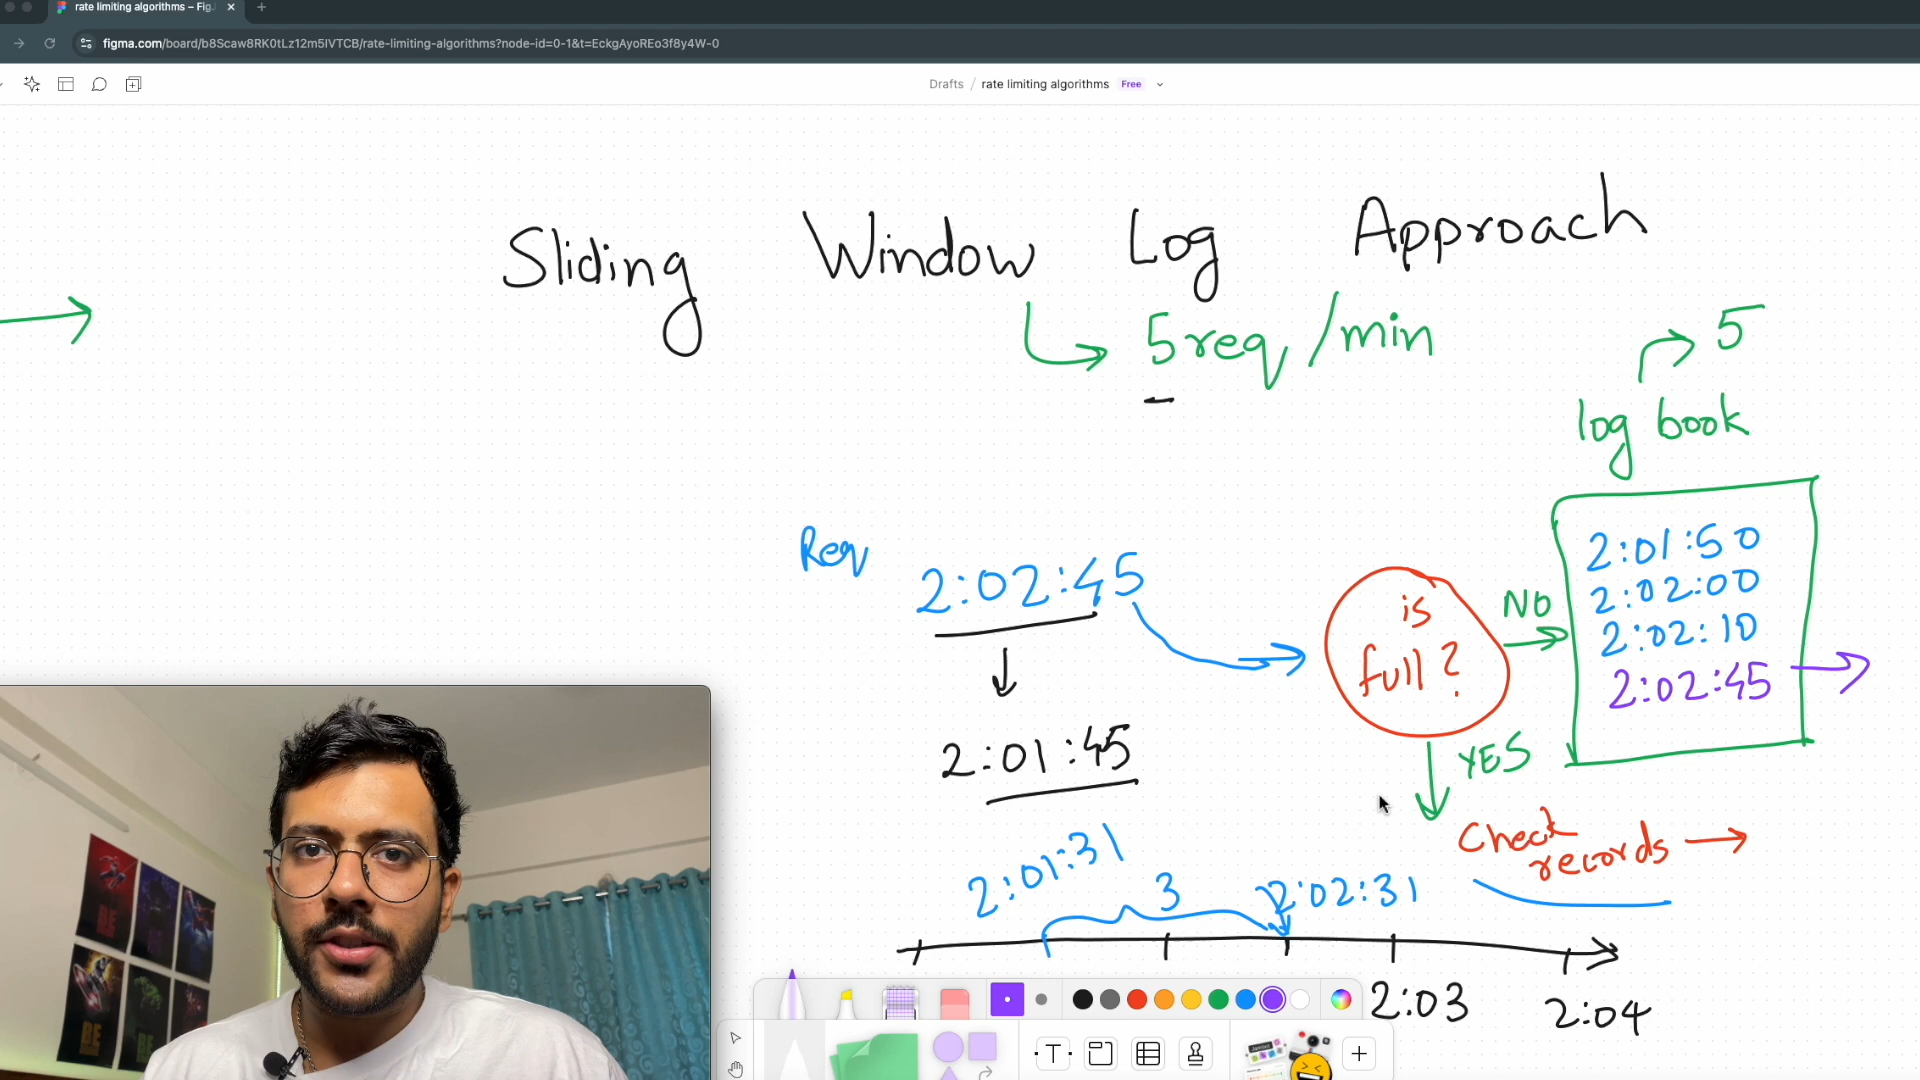 rate limiting algorithms – Fig
figma.com/board/b8Scaw8RK0tLz12m5lVTCB/rate-limiting-algorithms?node-id=0-1&t=EckgAyoREo3f8y4W-0
Drafts / rate limiting algorithms Free
Sliding Window Log Approach
5 req/min
5
log book
Req
2:02:45
is
full?
NO
2:01:50
2:02:00
2:02:10
2:02:45
YES
2:01:45
Check
records
2:01:31
3
2:02:31
2:03
2:04
T